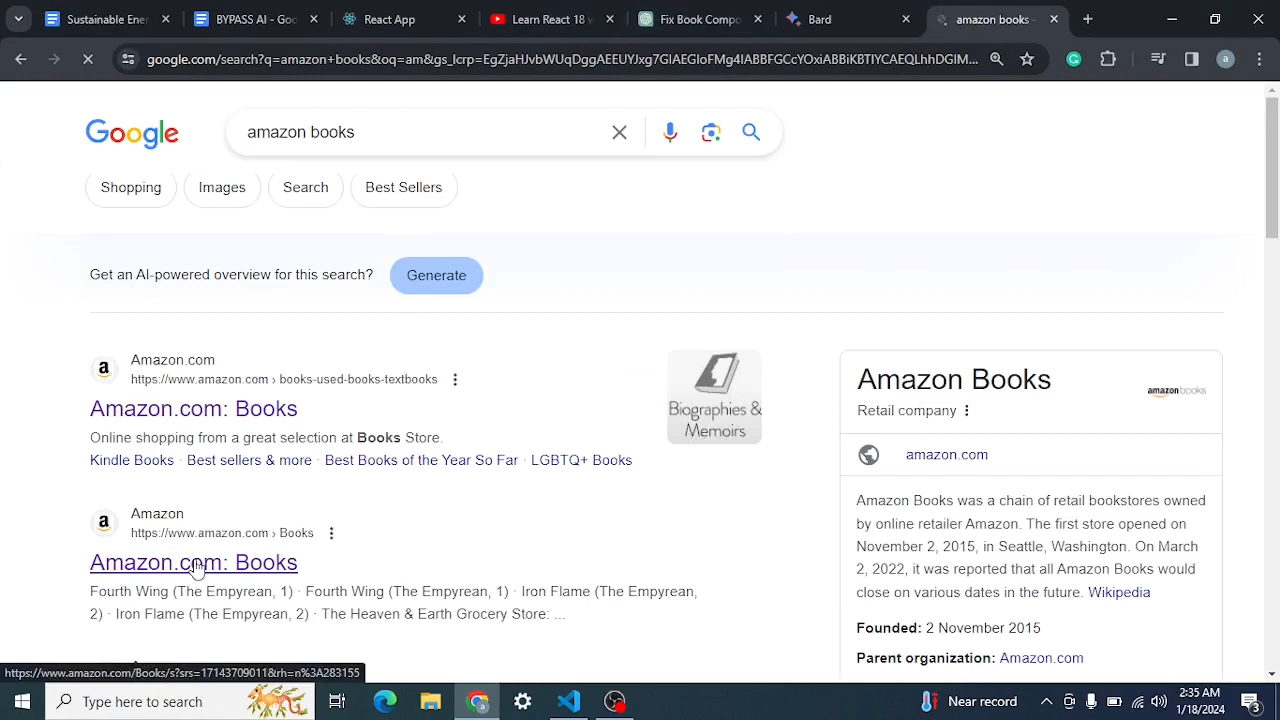 Sustainable Ener
BYPASS AI - Goo
React App
Learn React 18 w
Fix Book Compo
Bard
amazon books -
google.com/search?q=amazon+books&oq=am&gs_lcrp=EgZjaHJvbWUqDggAEEUYJxg7GIAEGIoFMg4IABBFGCcYOxiABBiKBTIYCAEQLhhDGIM...
Google
amazon books
Shopping
Images
Search
Best Sellers
Get an AI-powered overview for this search?
Generate
Amazon.com
https://www.amazon.com › books-used-books-textbooks
Amazon.com: Books
Online shopping from a great selection at Books Store.
Kindle Books · Best sellers & more · Best Books of the Year So Far · LGBTQ+ Books
Biographies &
Memoirs
Amazon
https://www.amazon.com › Books
Amazon.com: Books
Fourth Wing (The Empyrean, 1) · Fourth Wing (The Empyrean, 1) · Iron Flame (The Empyrean,
2) · Iron Flame (The Empyrean, 2) · The Heaven & Earth Grocery Store: ...
Amazon Books
Retail company
amazonbooks
amazon.com
Amazon Books was a chain of retail bookstores owned
by online retailer Amazon. The first store opened on
November 2, 2015, in Seattle, Washington. On March
2, 2022, it was reported that all Amazon Books would
close on various dates in the future. Wikipedia
Founded: 2 November 2015
Parent organization: Amazon.com
https://www.amazon.com/Books/s?srs=17143709011&rh=n%3A283155
Type here to search
Near record
2:35 AM
1/18/2024
3